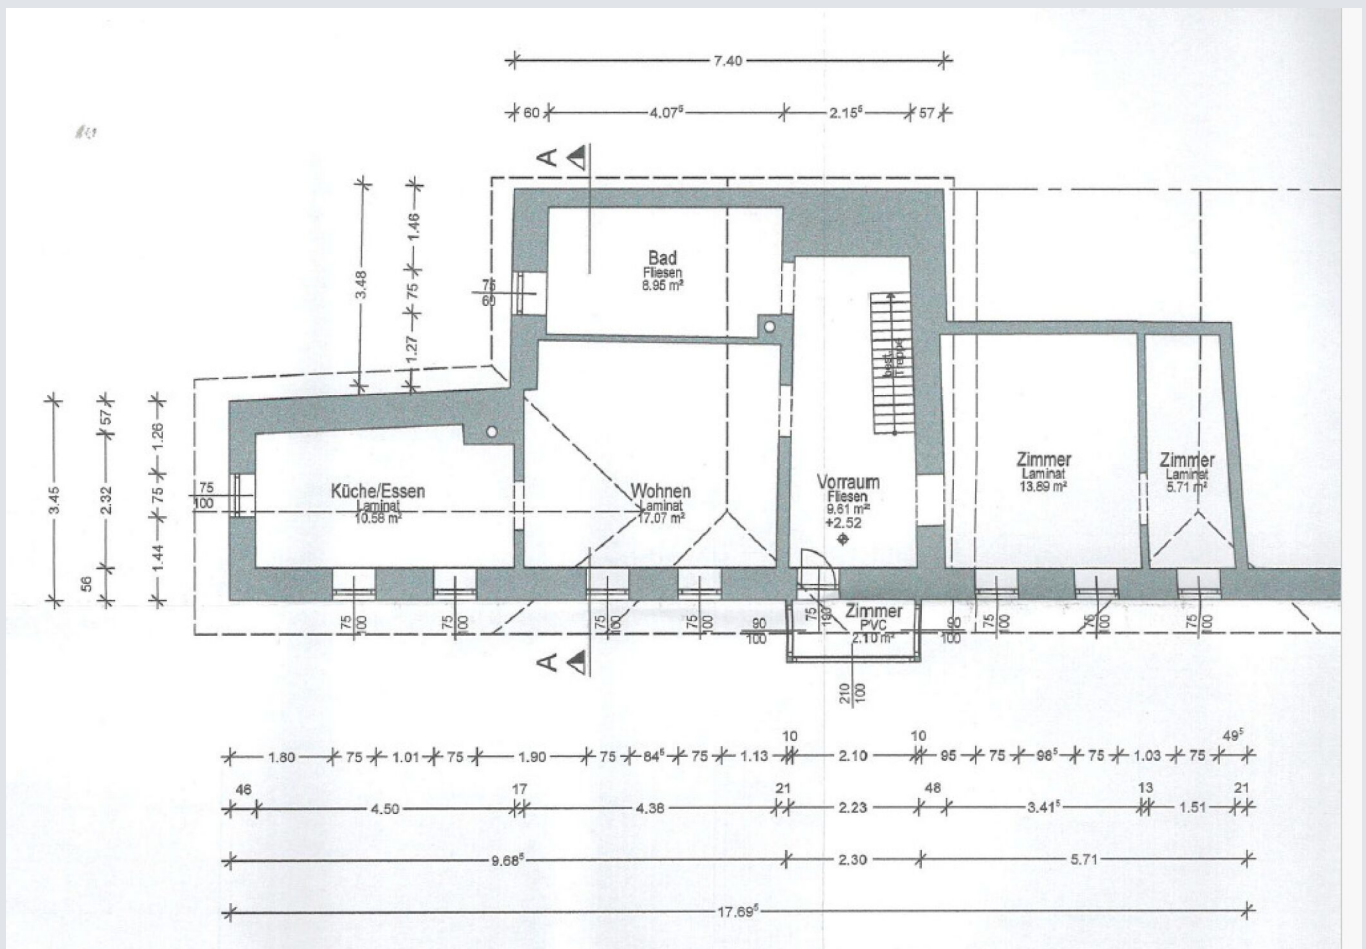 7.40
60 4.07⁵ 2.15⁵ 57
A
1.46
3.48
75
1.27
75
60
Bad
Fliesen
8.95 m²
best.
Treppe
57
1.26
3.45
2.32
75
1.44
56
75
100
Küche/Essen
Laminat
10.58 m²
Wohnen
Laminat
17.07 m²
Vorraum
Fliesen
9.61 m²
+2.52
Zimmer
Laminat
13.89 m²
Zimmer
Laminat
5.71 m²
75
100
75
100
75
100
75
100
90
100
75
190
Zimmer
PVC
2.10 m²
90
100
75
100
75
100
75
100
A
210
100
10 10 49⁵
1.80 75 1.01 75 1.90 75 84⁵ 75 1.13 2.10 95 75 98⁵ 75 1.03 75
46 17 21 48 13 21
4.50 4.38 2.23 3.41⁵ 1.51
9.68⁵ 2.30 5.71
17.69⁵